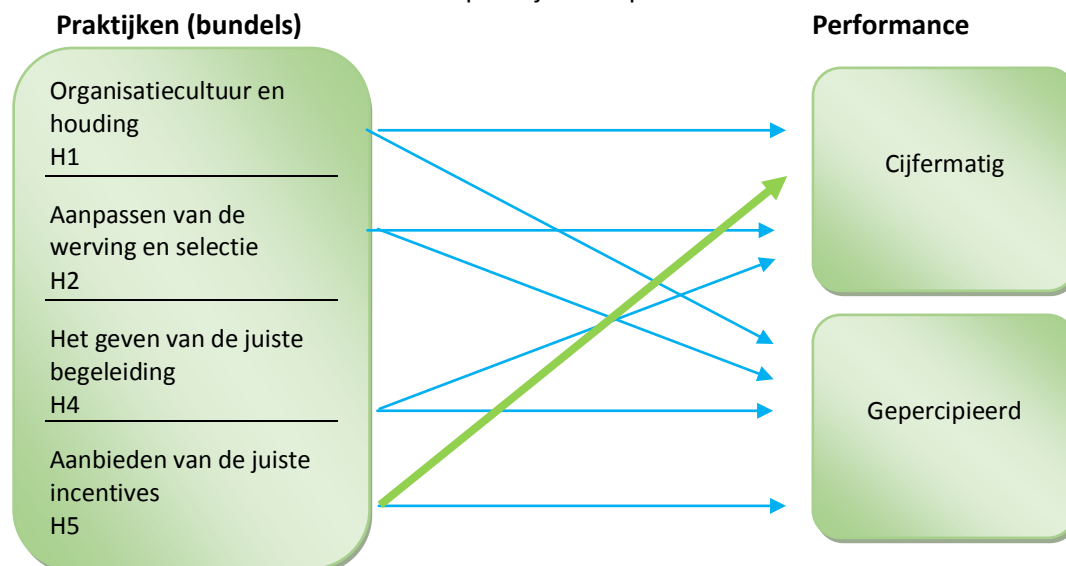 Praktijken (bundels)
Performance
Organisatiecultuur en
houding
H1
Aanpassen van de
werving en selectie
H2
Het geven van de juiste
begeleiding
H4
Aanbieden van de juiste
incentives
H5
Cijfermatig
Gepercipieerd